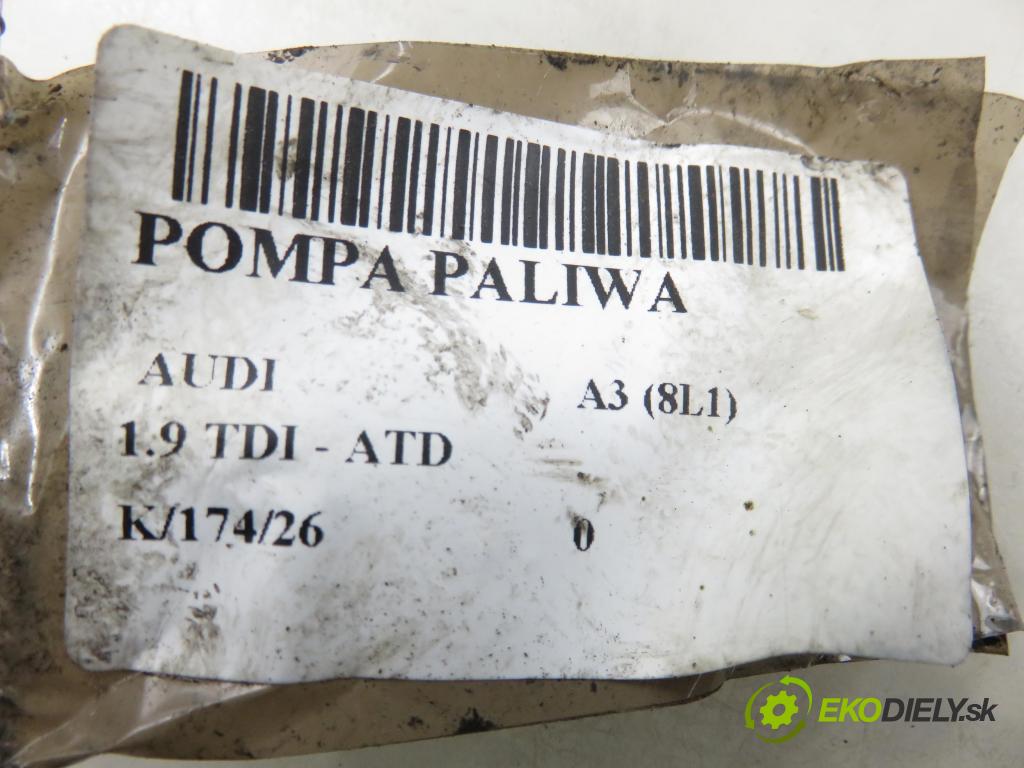 POMPA PALIWA
AUDI A3 (8L1)
1.9 TDI - ATD
K/174/26 0
EKODIELY.sk